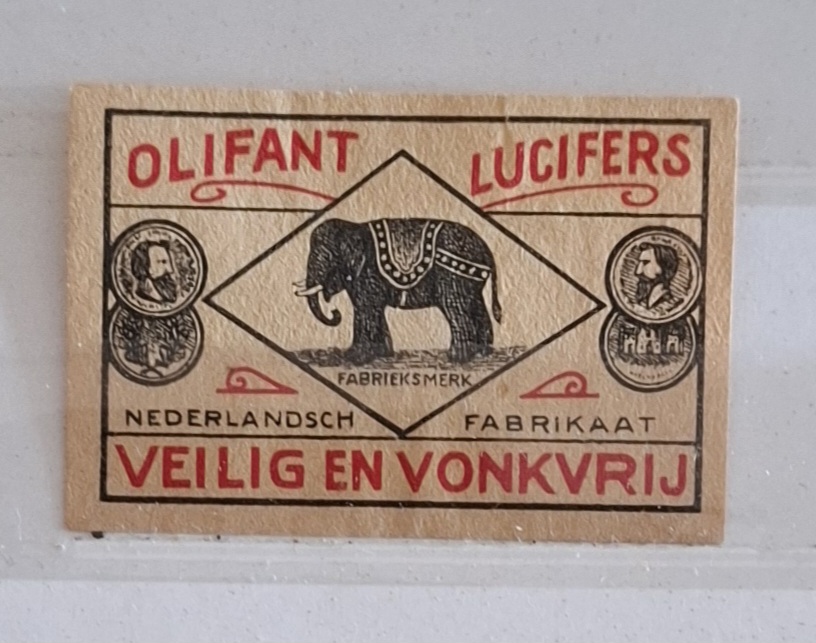 OLIFANT LUCIFERS
FABRIEKSMERK
NEDERLANDSCH FABRIKAAT
VEILIG EN VONKVRIJ